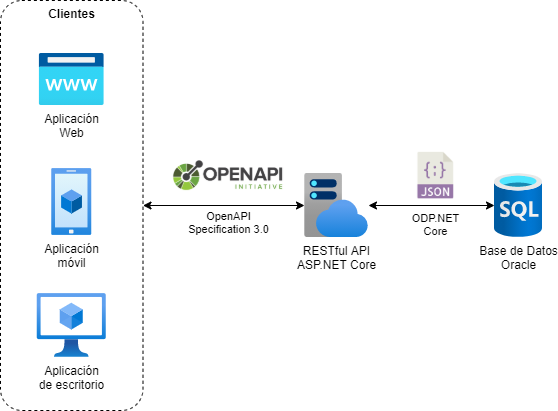 Clientes
WWW
Aplicación
Web
Aplicación
móvil
Aplicación
de escritorio
OPENAPI
INITIATIVE
OpenAPI
Specification 3.0
RESTful API
ASP.NET Core
{;}
JSON
ODP.NET
Core
SQL
Base de Datos
Oracle